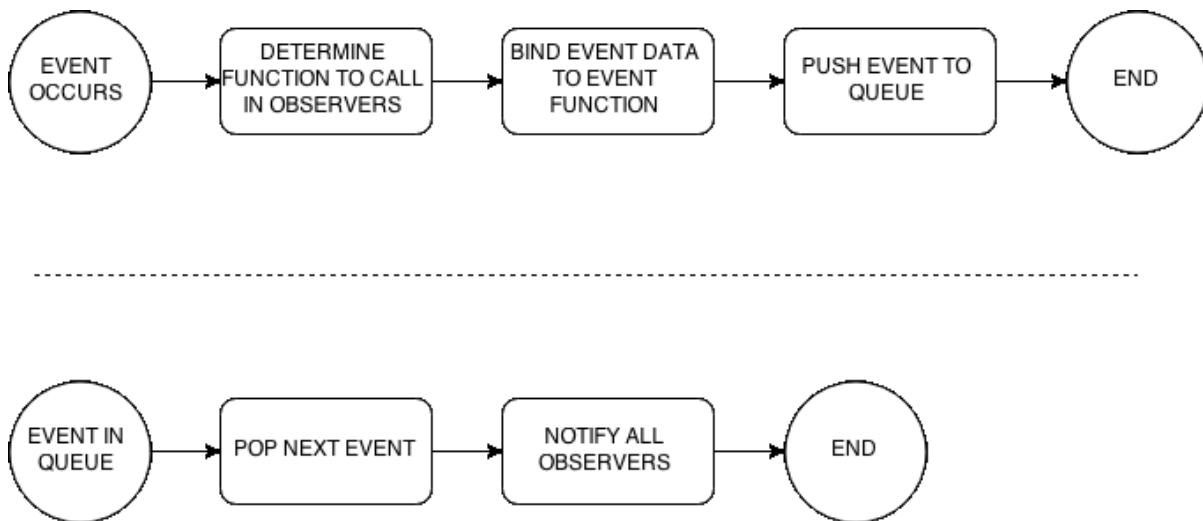 EVENT
OCCURS
DETERMINE
FUNCTION TO CALL
IN OBSERVERS
BIND EVENT DATA
TO EVENT
FUNCTION
PUSH EVENT TO
QUEUE
END
EVENT IN
QUEUE
POP NEXT EVENT
NOTIFY ALL
OBSERVERS
END